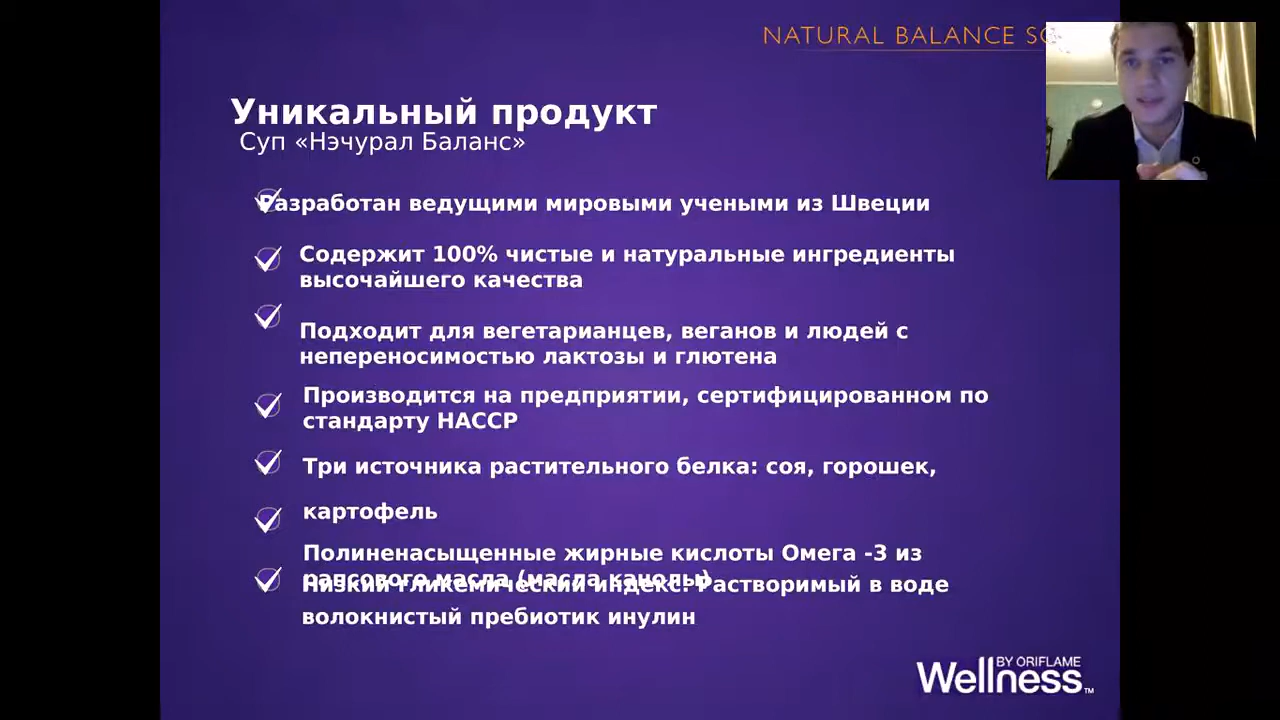 NATURAL BALANCE
Уникальный продукт
Суп «Нэчурал Баланс»
Разработан ведущими мировыми учеными из Швеции
Содержит 100% чистые и натуральные ингредиенты
высочайшего качества
Подходит для вегетарианцев, веганов и людей с
непереносимостью лактозы и глютена
Производится на предприятии, сертифицированном по
стандарту HACCP
Три источника растительного белка: соя, горошек,
картофель
Полиненасыщенные жирные кислоты Омега -3 из
рапсового масла (масла канолы)
Низкий гликемический индекс. Растворимый в воде
волокнистый пребиотик инулин
BY ORIFLAME
Wellness™